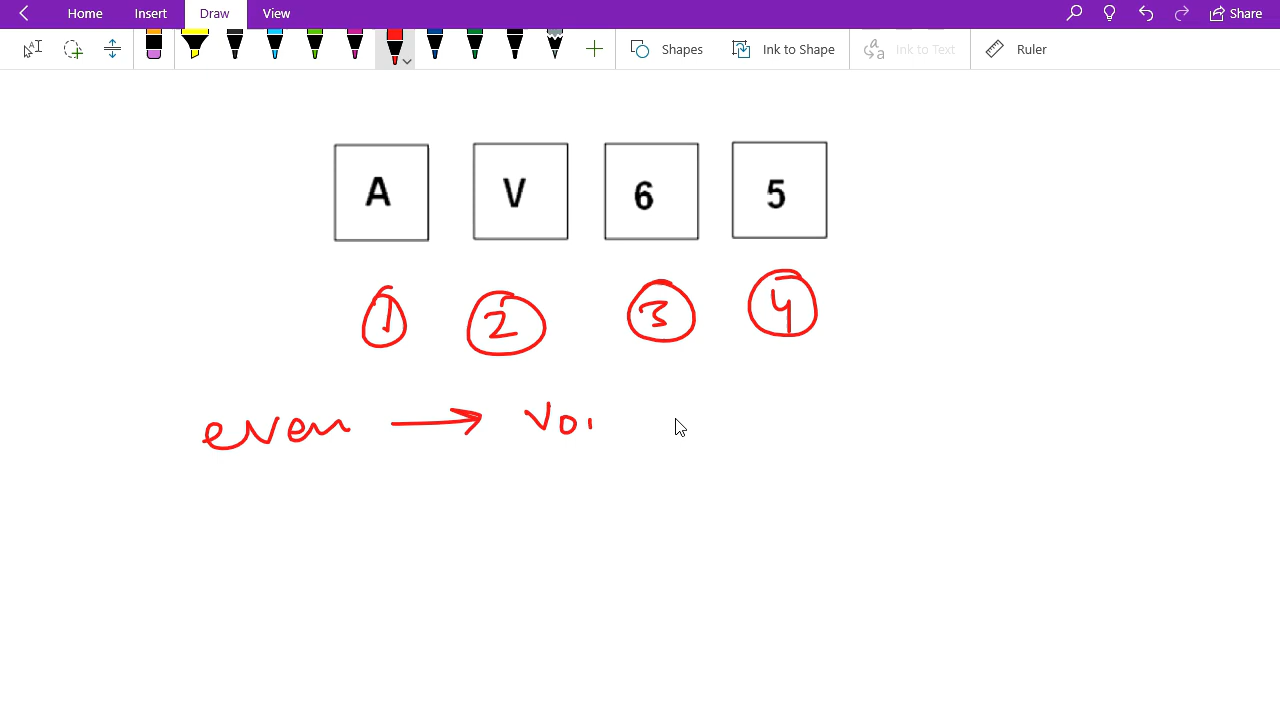 Home Insert Draw View Share
Shapes Ink to Shape Ink to Text Ruler
A V 6 5
1 2 3 4
even → vo